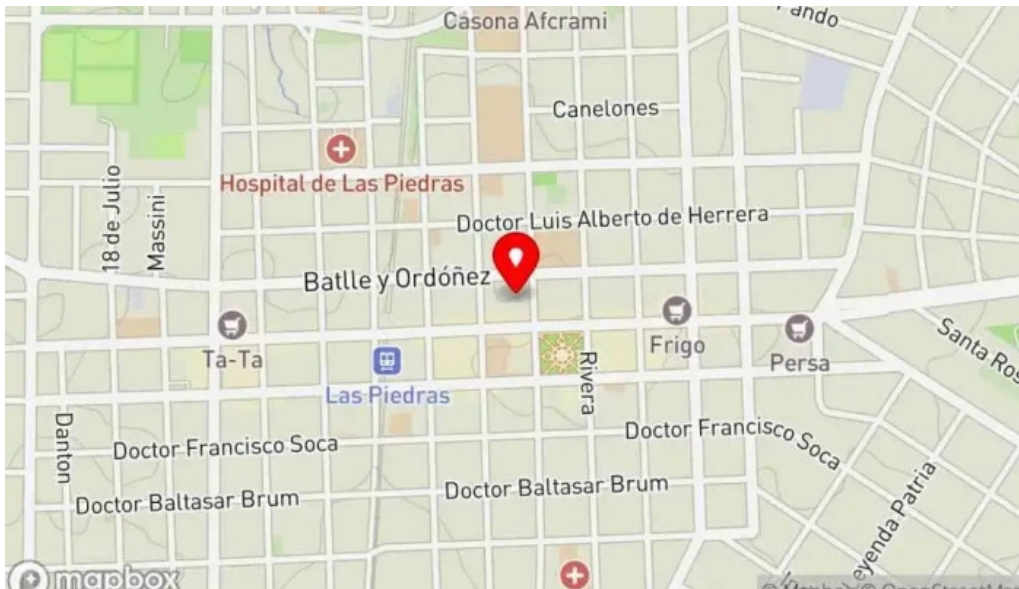 Casona Afcrami
Pando
Canelones
Hospital de Las Piedras
18 de Julio
Massini
Doctor Luis Alberto de Herrera
Batlle y Ordóñez
Ta-Ta
Las Piedras
Rivera
Frigo
Persa
Santa Ros
Danton
Doctor Francisco Soca
Doctor Francisco Soca
Doctor Baltasar Brum
Doctor Baltasar Brum
eyenda Patria
mapbox